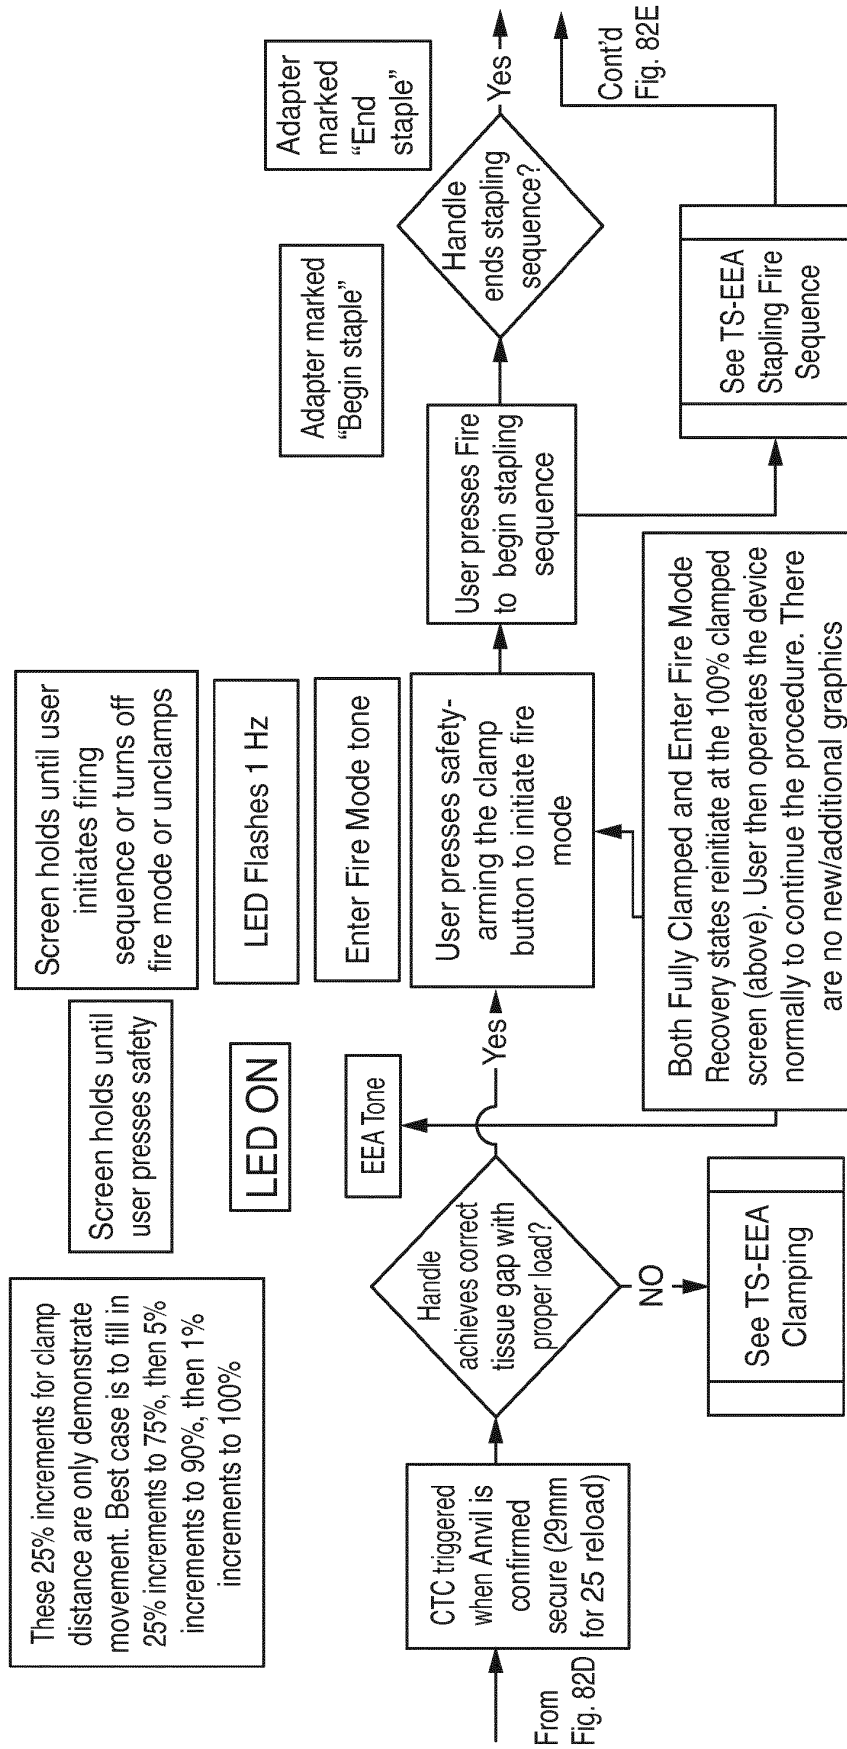 These 25% increments for clamp
distance are only demonstrate
movement. Best case is to fill in
25% increments to 75%, then 5%
increments to 90%, then 1%
increments to 100%
Screen holds until
user presses safety
Screen holds until user
initiates firing
sequence or turns off
fire mode or unclamps
LED ON
LED Flashes 1 Hz
EEA Tone
Enter Fire Mode tone
Adapter marked
“Begin staple”
Adapter
marked
“End
staple”
From
Fig. 82D
CTC triggered
when Anvil is
confirmed
secure (29mm
for 25 reload)
Handle
achieves correct
tissue gap with
proper load?
Yes
NO
See TS-EEA
Clamping
User presses safety-
arming the clamp
button to initiate fire
mode
User presses Fire
to begin stapling
sequence
Handle
ends stapling
sequence?
Yes
Both Fully Clamped and Enter Fire Mode
Recovery states reinitiate at the 100% clamped
screen (above). User then operates the device
normally to continue the procedure. There
are no new/additional graphics
See TS-EEA
Stapling Fire
Sequence
Cont'd
Fig. 82E